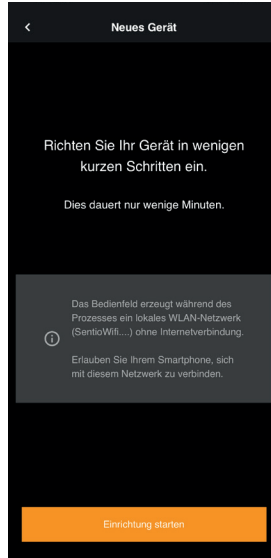 Neues Gerät
Richten Sie Ihr Gerät in wenigen
kurzen Schritten ein.
Dies dauert nur wenige Minuten.
Das Bedienfeld erzeugt während des
Prozesses ein lokales WLAN-Netzwerk
(SentioWifi....) ohne Internetverbindung.
Erlauben Sie Ihrem Smartphone, sich
mit diesem Netzwerk zu verbinden.
Einrichtung starten